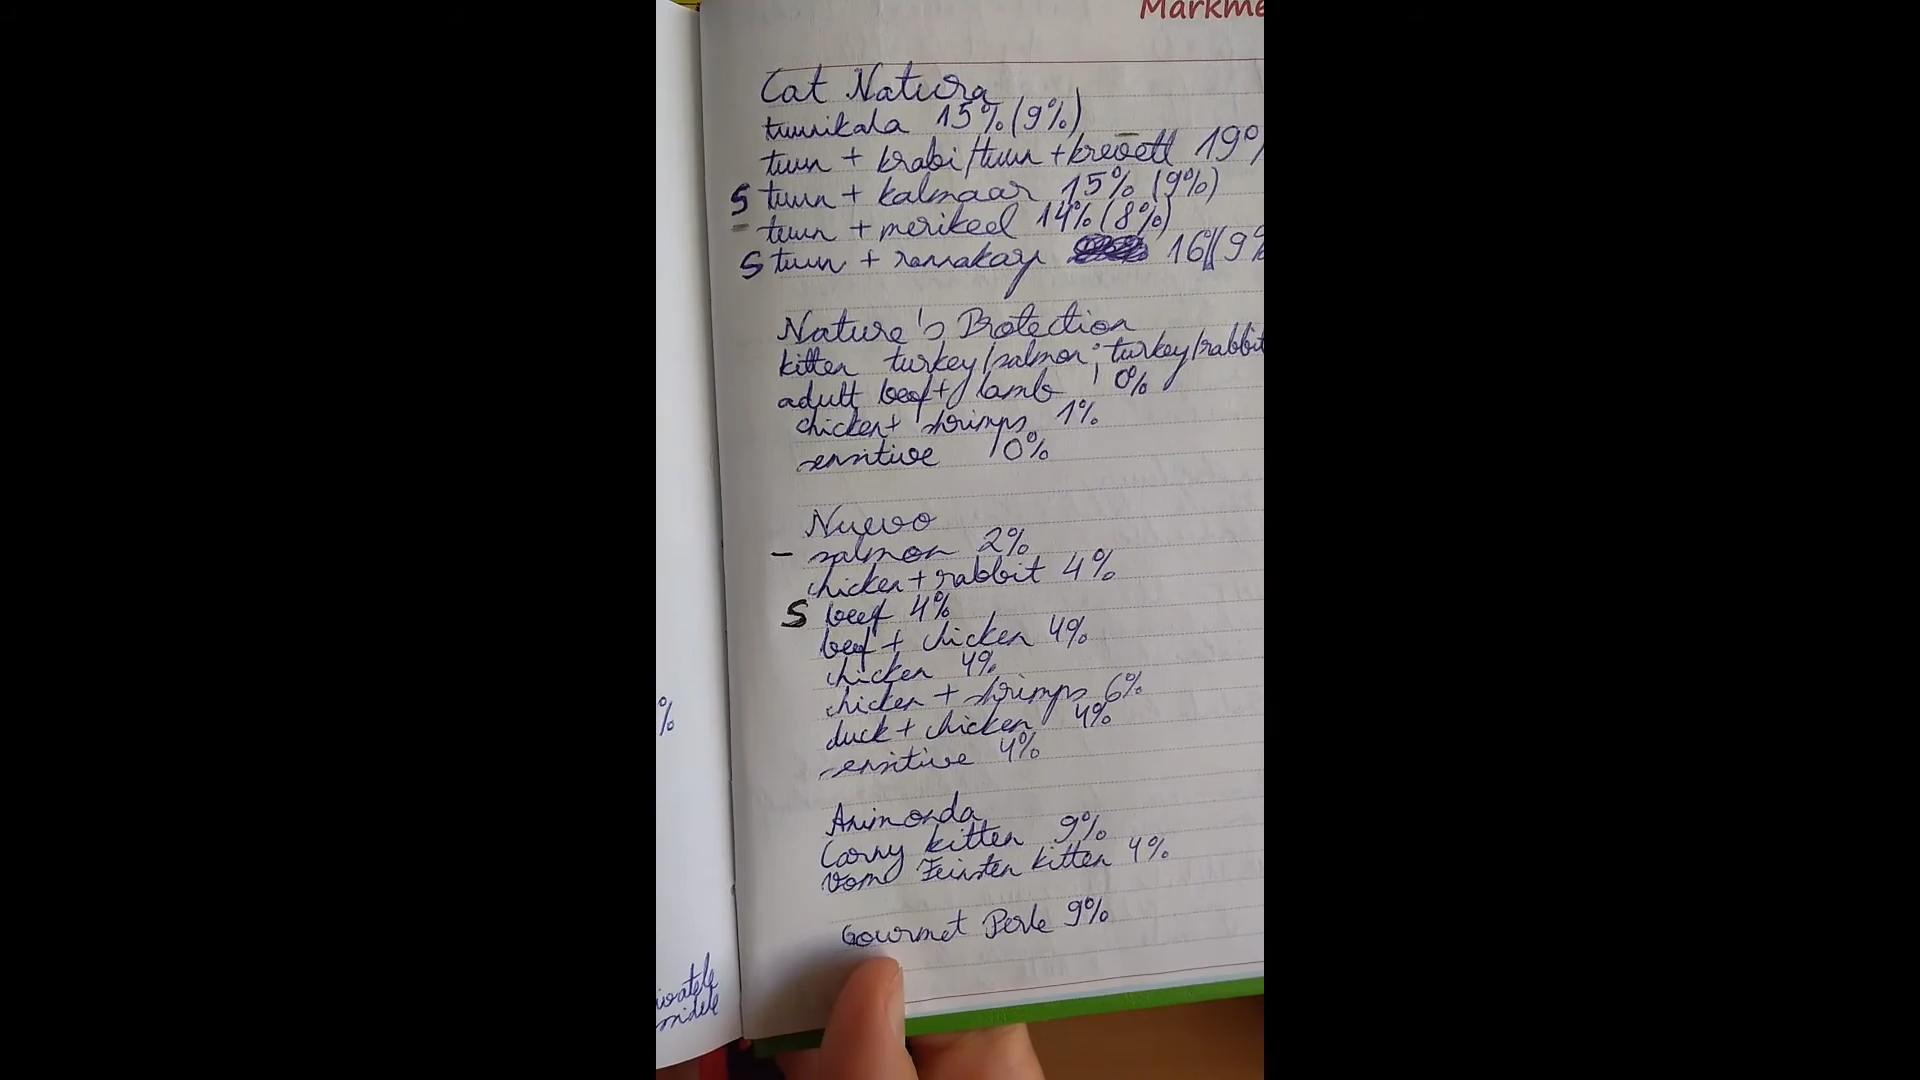 Markme
Cat Natura
tuunikala 15% (9%)
tuun + krabi/tuun + krevett 19%
S tuun + kalmaar 15% (9%)
- tuun + merikeel 14% (8%)
S tuun + rannakarp 16 (9%
Nature's Protection
kitten turkey/salmon; turkey/rabbit
adult beef + lamb 0%
chicken + shrimps 1%
sensitive 0%
Nuevo
- salmon 2%
chicken + rabbit 4%
S beef 4%
beef + chicken 4%
chicken 4%
chicken + shrimps 6%
duck + chicken 4%
sensitive 4%
Animonda
Carny kitten 9%
Vom Feinsten kitten 4%
Gourmet Perle 9%
%